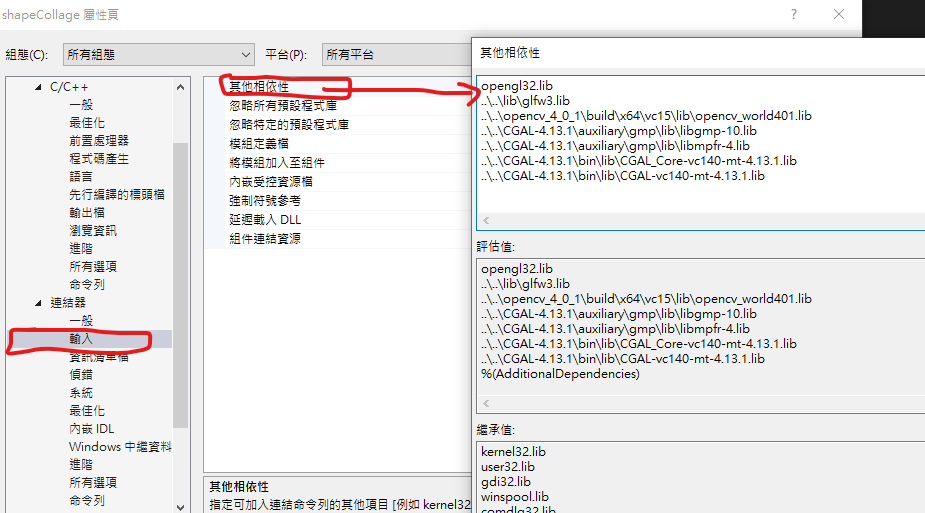 shapeCollage 屬性頁
組態(C):
所有組態
平台(P):
所有平台
C/C++
一般
最佳化
前置處理器
程式碼產生
語言
先行編譯的標頭檔
輸出檔
瀏覽資訊
進階
所有選項
命令列
連結器
一般
輸入
資訊清單檔
偵錯
系統
最佳化
內嵌 IDL
Windows 中繼資料
進階
所有選項
命令列
其他相依性
忽略所有預設程式庫
忽略特定的預設程式庫
模組定義檔
將模組加入至組件
內嵌受控資源檔
強制符號參考
延遲載入 DLL
組件連結資源
其他相依性
指定可加入連結命令列的其他項目 [例如 kernel32
其他相依性
opengl32.lib
..\..\lib\glfw3.lib
..\..\opencv_4_0_1\build\x64\vc15\lib\opencv_world401.lib
..\..\CGAL-4.13.1\auxiliary\gmp\lib\libgmp-10.lib
..\..\CGAL-4.13.1\auxiliary\gmp\lib\libmpfr-4.lib
..\..\CGAL-4.13.1\bin\lib\CGAL_Core-vc140-mt-4.13.1.lib
..\..\CGAL-4.13.1\bin\lib\CGAL-vc140-mt-4.13.1.lib
評估值:
opengl32.lib
..\..\lib\glfw3.lib
..\..\opencv_4_0_1\build\x64\vc15\lib\opencv_world401.lib
..\..\CGAL-4.13.1\auxiliary\gmp\lib\libgmp-10.lib
..\..\CGAL-4.13.1\auxiliary\gmp\lib\libmpfr-4.lib
..\..\CGAL-4.13.1\bin\lib\CGAL_Core-vc140-mt-4.13.1.lib
..\..\CGAL-4.13.1\bin\lib\CGAL-vc140-mt-4.13.1.lib
%(AdditionalDependencies)
繼承值:
kernel32.lib
user32.lib
gdi32.lib
winspool.lib
comdlg32.lib